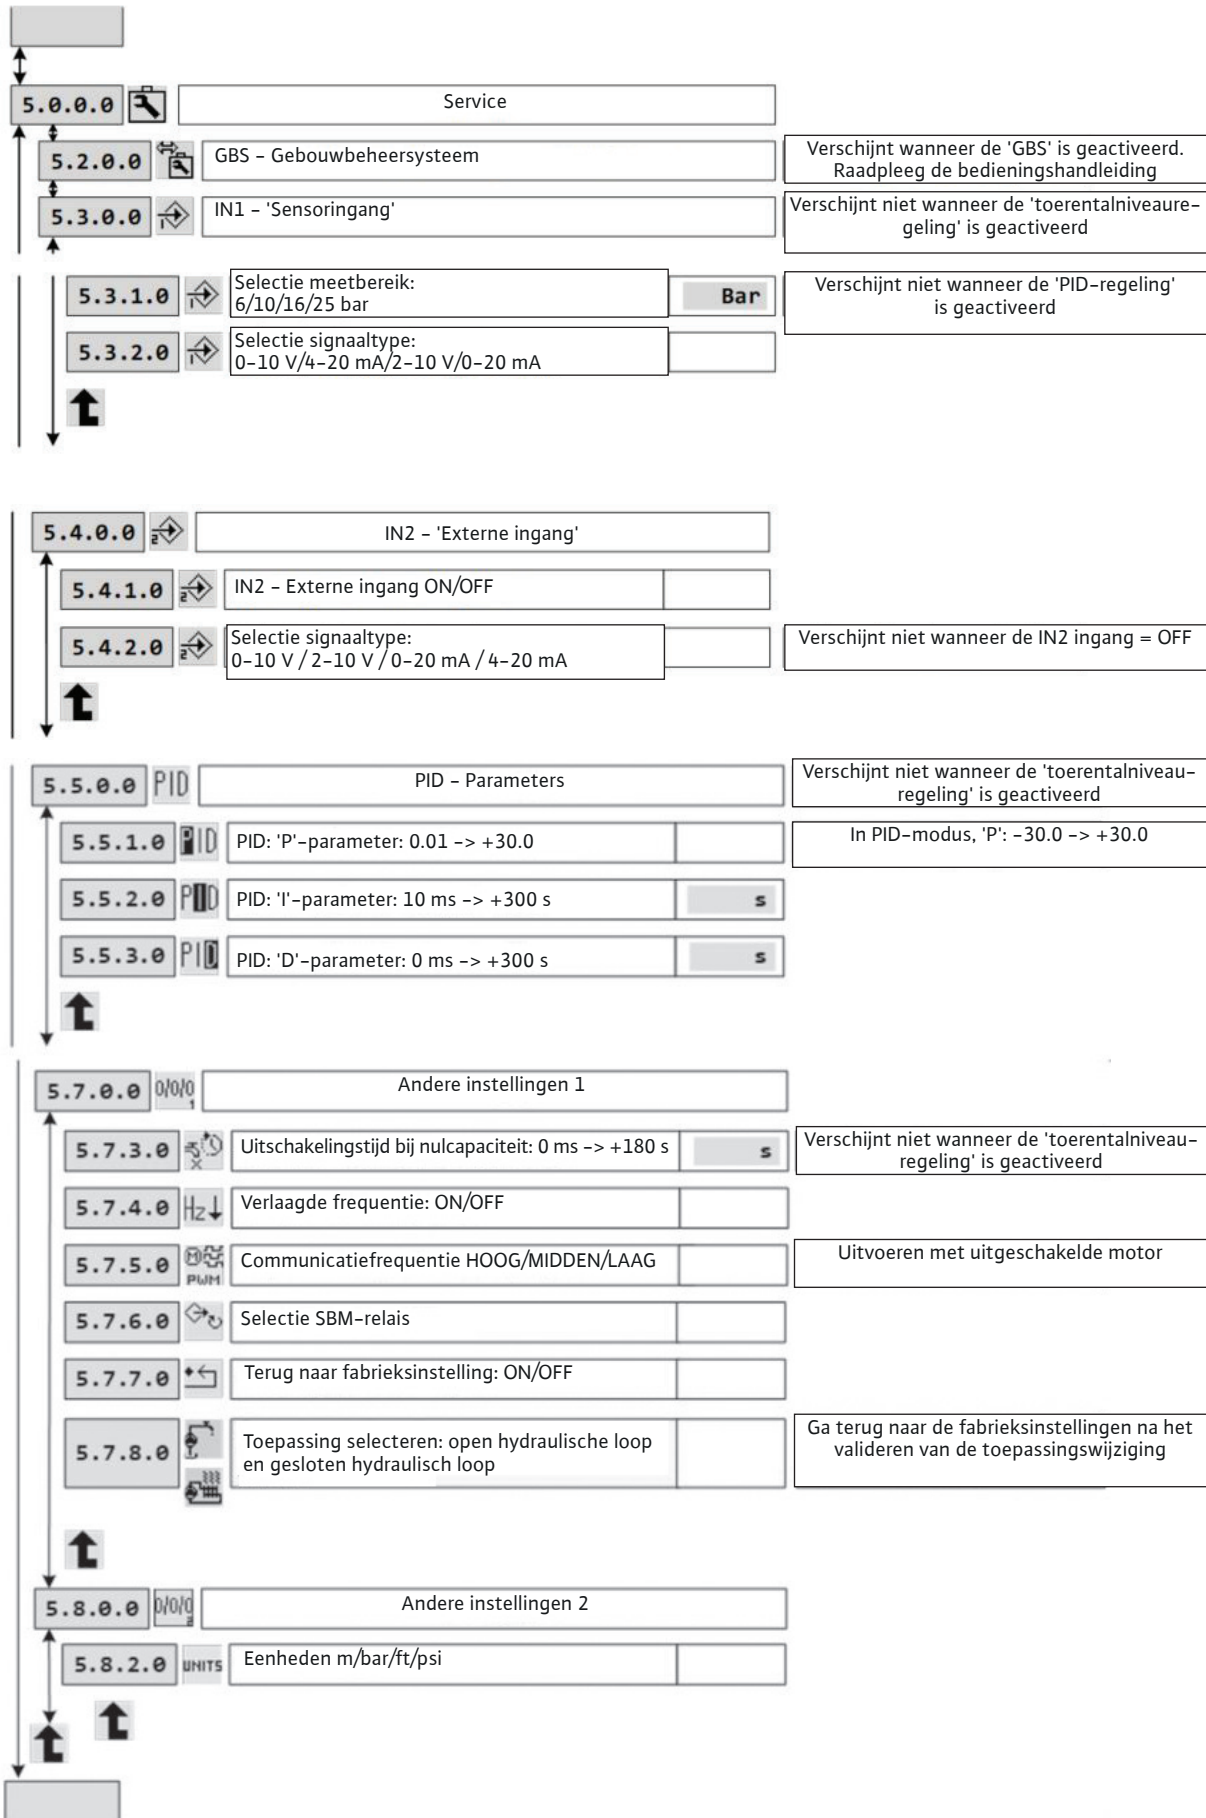 5.0.0.0 Service
5.2.0.0 GBS – Gebouwbeheersysteem
Verschijnt wanneer de 'GBS' is geactiveerd.
Raadpleeg de bedieningshandleiding
5.3.0.0 IN1 – 'Sensoringang'
Verschijnt niet wanneer de 'toerentalniveaure-
geling' is geactiveerd
5.3.1.0 Selectie meetbereik:
6/10/16/25 bar
Bar
Verschijnt niet wanneer de 'PID-regeling'
is geactiveerd
5.3.2.0 Selectie signaaltype:
0-10 V/4-20 mA/2-10 V/0-20 mA
5.4.0.0 IN2 – 'Externe ingang'
5.4.1.0 IN2 – Externe ingang ON/OFF
5.4.2.0 Selectie signaaltype:
0-10 V / 2-10 V / 0-20 mA / 4-20 mA
Verschijnt niet wanneer de IN2 ingang = OFF
5.5.0.0 PID PID – Parameters
Verschijnt niet wanneer de 'toerentalniveau-
regeling' is geactiveerd
5.5.1.0 PID PID: 'P'-parameter: 0.01 -> +30.0
In PID-modus, 'P': -30.0 -> +30.0
5.5.2.0 PID PID: 'I'-parameter: 10 ms -> +300 s s
5.5.3.0 PID PID: 'D'-parameter: 0 ms -> +300 s s
5.7.0.0 0/0/0 1 Andere instellingen 1
5.7.3.0 Uitschakelingstijd bij nulcapaciteit: 0 ms -> +180 s s
Verschijnt niet wanneer de 'toerentalniveau-
regeling' is geactiveerd
5.7.4.0 Hz Verlaagde frequentie: ON/OFF
5.7.5.0 M PWM Communicatiefrequentie HOOG/MIDDEN/LAAG
Uitvoeren met uitgeschakelde motor
5.7.6.0 Selectie SBM-relais
5.7.7.0 Terug naar fabrieksinstelling: ON/OFF
5.7.8.0 Toepassing selecteren: open hydraulische loop
en gesloten hydraulisch loop
Ga terug naar de fabrieksinstellingen na het
valideren van de toepassingswijziging
5.8.0.0 0/0/0 2 Andere instellingen 2
5.8.2.0 UNITS Eenheden m/bar/ft/psi